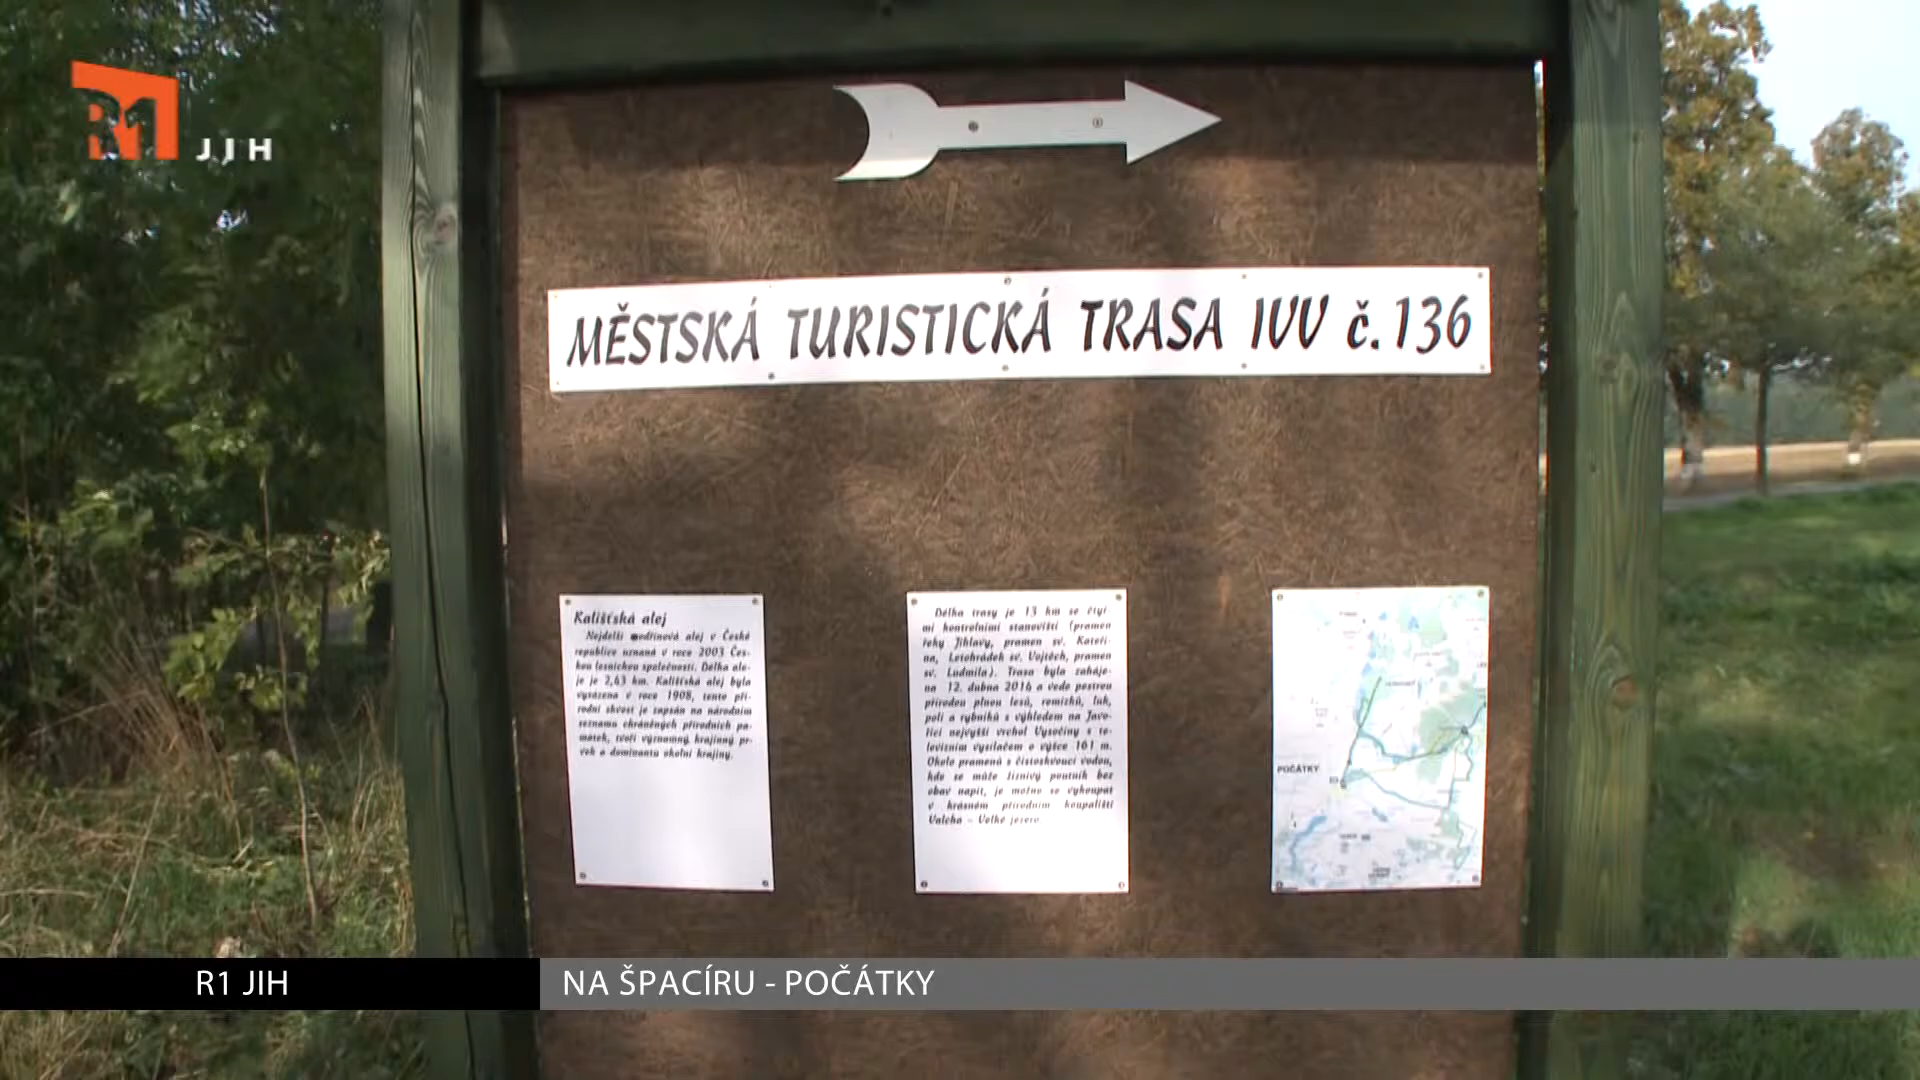 R1 JIH
MĚSTSKÁ TURISTICKÁ TRASA IVV č.136
Kališťská alej
Nejdelší modřínová alej v České
republice uznaná v roce 2003 Čes-
kou lesnickou společností. Délka ale-
je je 2,63 km. Kališťská alej byla
vysázena v roce 1908, tento pří-
rodní skvost je zapsán na národním
seznamu chráněných přírodních pa-
mátek, tvoří významný krajinný pr-
vek a dominantu okolní krajiny.
Délka trasy je 13 km se čtyř-
mi kontrolními stanovišti (pramen
řeky Jihlavy, pramen sv. Kateři-
na, Letohrádek sv. Vojtěch, pramen
sv. Ludmila). Trasa byla zaháje-
na 12. dubna 2016 a vede pestrou
přírodou plnou lesů, remízků, luk,
polí a rybníků s výhledem na Javo-
řici nejvyšší vrchol Vysočiny s te-
levizním vysílačem o výšce 161 m.
Okolo pramenů s čistoskvoucí vodou,
kde se může žíznivý poutník bez
obav napít, je možno se vykoupat
v krásném přírodním koupališti
Valcha - Velké jezero
POČÁTKY
R1 JIH
NA ŠPACÍRU - POČÁTKY